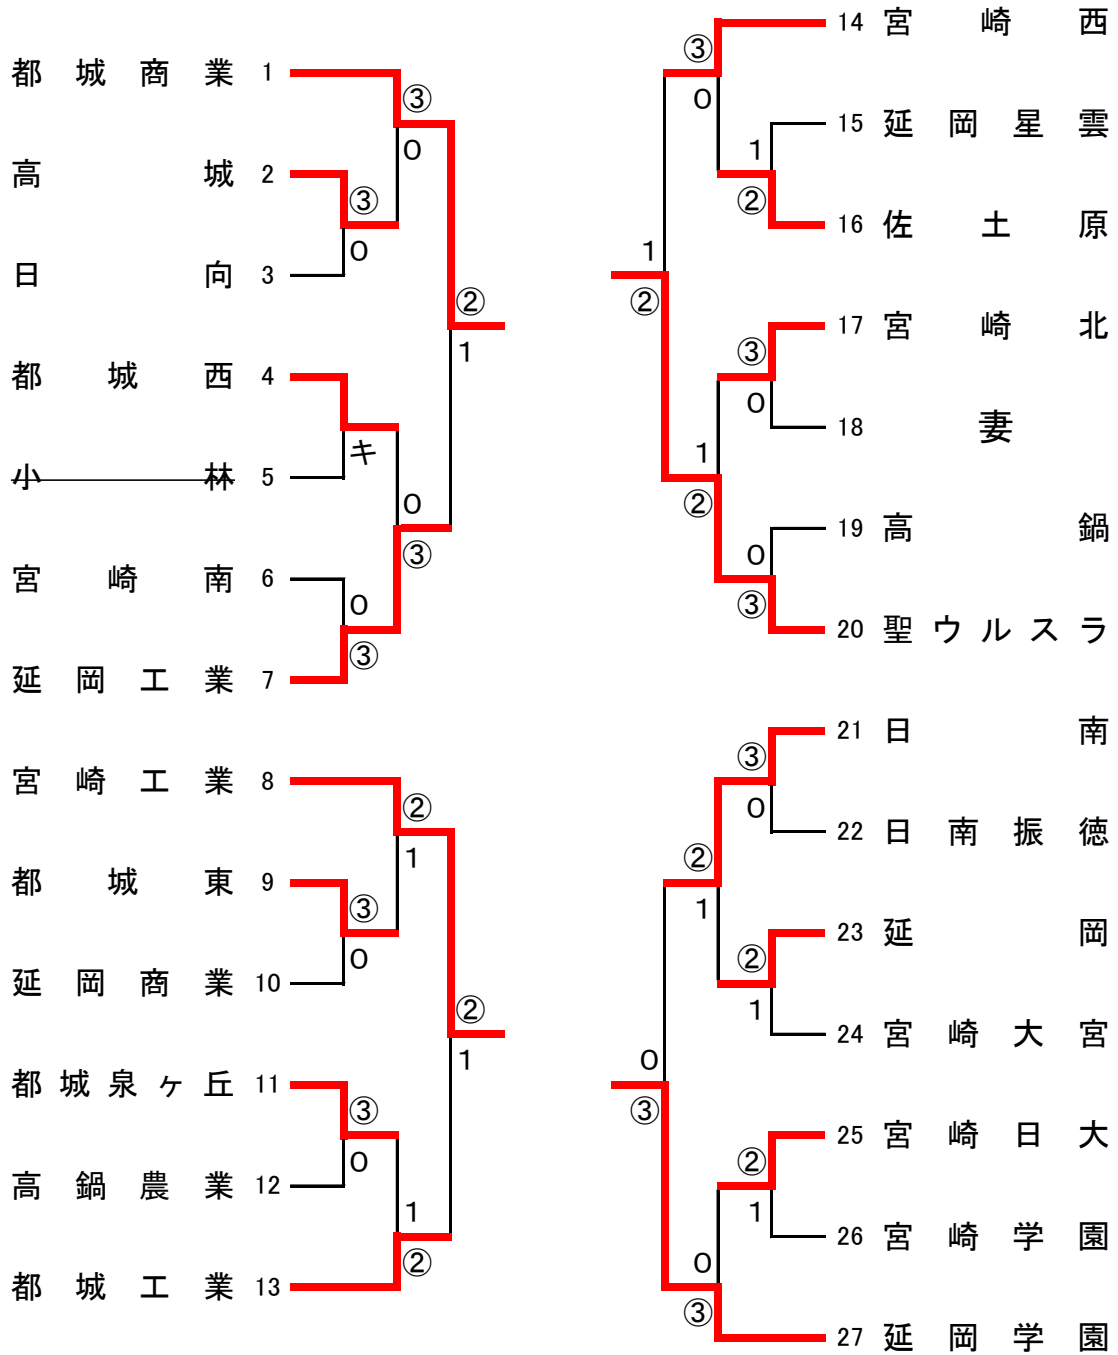 都城商業 1
③
0
高城 2
③
0
日向 3
②
1
都城西 4
キ
小林 5
0
③
宮崎南 6
0
③
延岡工業 7
宮崎工業 8
②
1
都城東 9
③
0
延岡商業 10
②
1
都城泉ヶ丘 11
③
0
高鍋農業 12
1
②
都城工業 13
14 宮崎西
③
0
15 延岡星雲
1
②
16 佐土原
1
②
17 宮崎北
③
0
18 妻
1
②
19 高鍋
0
③
20 聖ウルスラ
21 日南
③
0
22 日南振徳
②
1
23 延岡
②
1
24 宮崎大宮
0
③
25 宮崎日大
②
1
26 宮崎学園
0
③
27 延岡学園